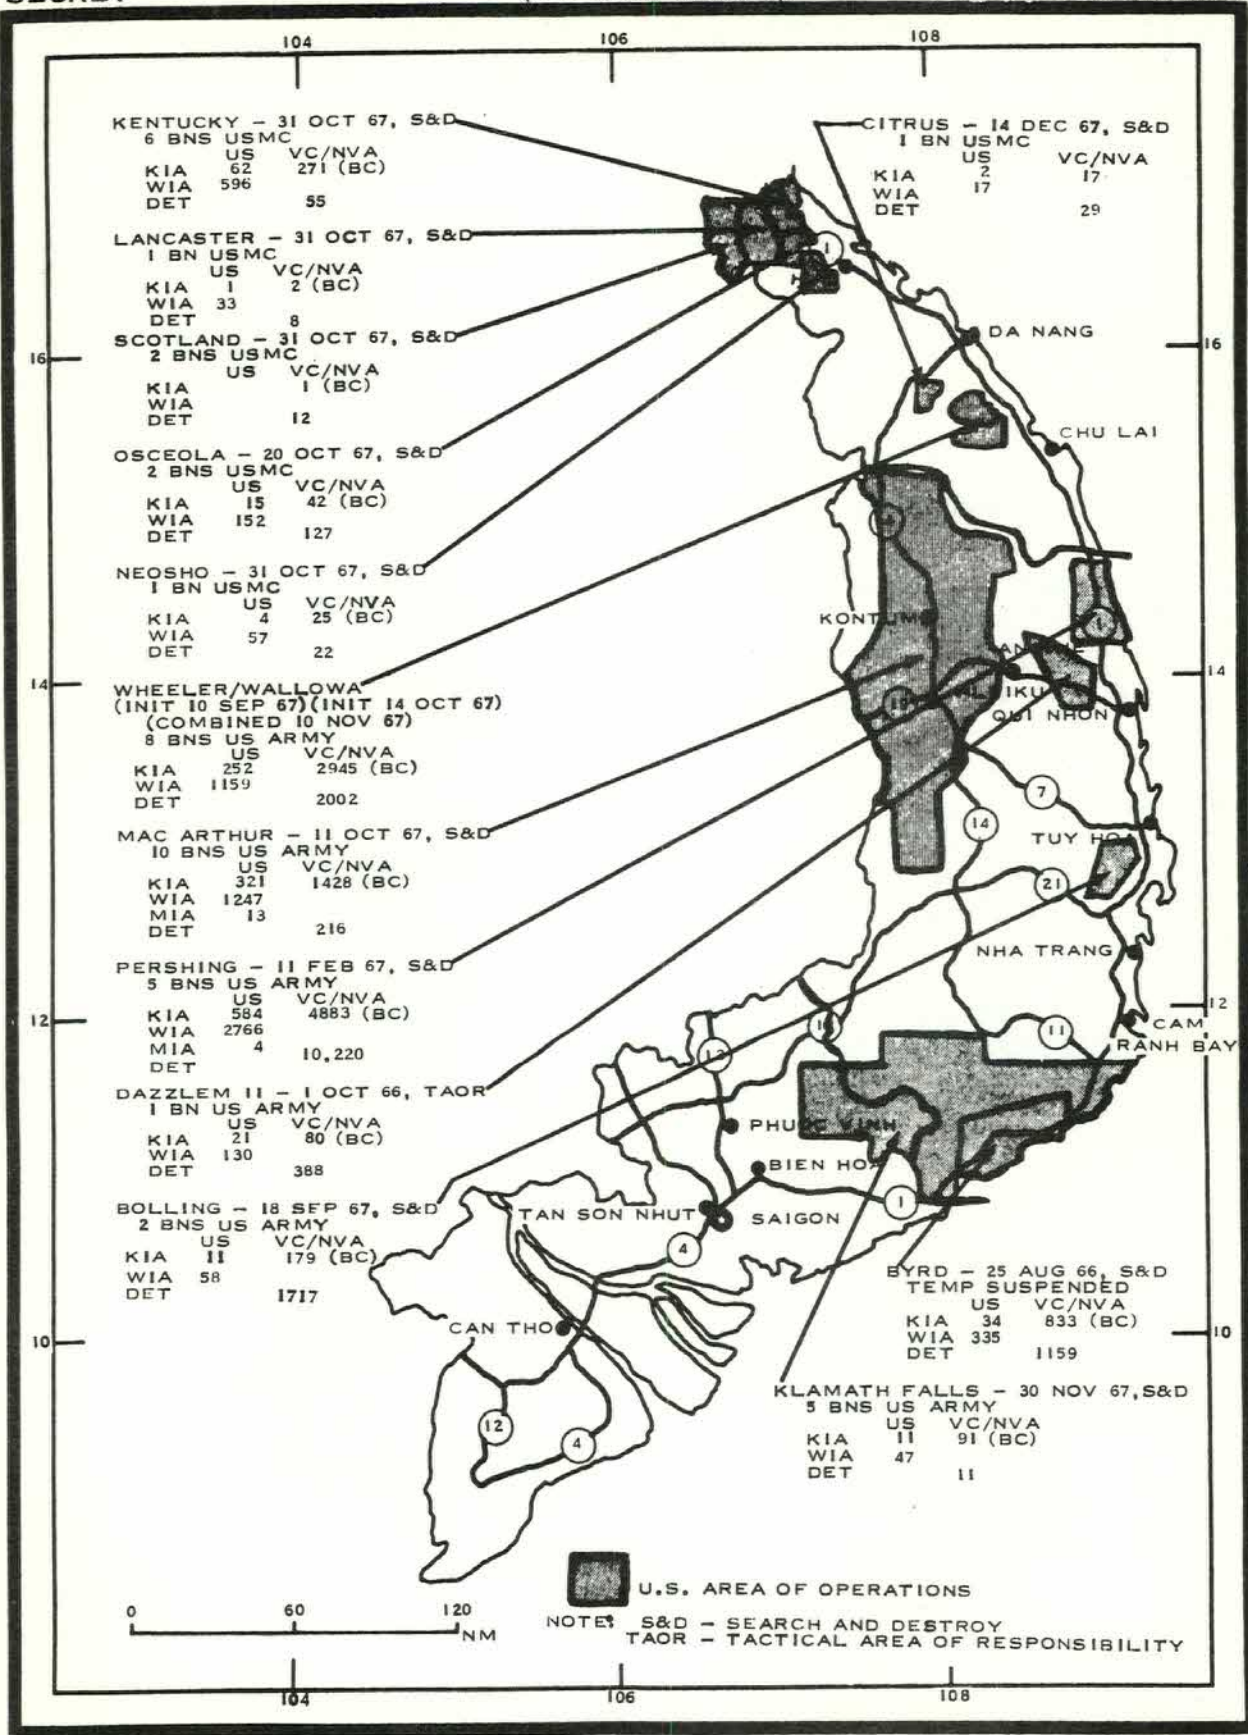 104 106 108
KENTUCKY – 31 OCT 67, S&D
6 BNS USMC
US VC/NVA
KIA 62 271 (BC)
WIA 596
DET 55
LANCASTER – 31 OCT 67, S&D
1 BN USMC
US VC/NVA
KIA 1 2 (BC)
WIA 33
DET 8
SCOTLAND – 31 OCT 67, S&D
2 BNS USMC
US VC/NVA
KIA 1 (BC)
WIA
DET 12
OSCEOLA – 20 OCT 67, S&D
2 BNS USMC
US VC/NVA
KIA 15 42 (BC)
WIA 152
DET 127
NEOSHO – 31 OCT 67, S&D
1 BN USMC
US VC/NVA
KIA 4 25 (BC)
WIA 57
DET 22
WHEELER/WALLOWA
(INIT 10 SEP 67)(INIT 14 OCT 67)
(COMBINED 10 NOV 67)
8 BNS US ARMY
US VC/NVA
KIA 252 2945 (BC)
WIA 1159
DET 2002
MAC ARTHUR – 11 OCT 67, S&D
10 BNS US ARMY
US VC/NVA
KIA 321 1428 (BC)
WIA 1247
MIA 13
DET 216
PERSHING – 11 FEB 67, S&D
5 BNS US ARMY
US VC/NVA
KIA 584 4883 (BC)
WIA 2766
MIA 4 10,220
DET
DAZZLEM II – 1 OCT 66, TAOR
1 BN US ARMY
US VC/NVA
KIA 21 80 (BC)
WIA 130
DET 388
BOLLING – 18 SEP 67, S&D
2 BNS US ARMY
US VC/NVA
KIA 11 179 (BC)
WIA 58
DET 1717
CITRUS – 14 DEC 67, S&D
1 BN USMC
US VC/NVA
KIA 2 17
WIA 17
DET 29
1
DA NANG
16 16
CHU LAI
KONTUM
1
14 14
QUI NHON
7
14
TUY HOA
21
NHA TRANG
12 12
11
CAM
RANH BAY
PHUOC VINH
BIEN HOA
1
TAN SON NHUT
SAIGON
4
CAN THO
10 10
12
4
BYRD – 25 AUG 66, S&D
TEMP SUSPENDED
US VC/NVA
KIA 34 833 (BC)
WIA 335
DET 1159
KLAMATH FALLS – 30 NOV 67, S&D
5 BNS US ARMY
US VC/NVA
KIA 11 91 (BC)
WIA 47
DET 11
U.S. AREA OF OPERATIONS
0 60 120
NM
NOTE: S&D – SEARCH AND DESTROY
TAOR – TACTICAL AREA OF RESPONSIBILITY
104 106 108